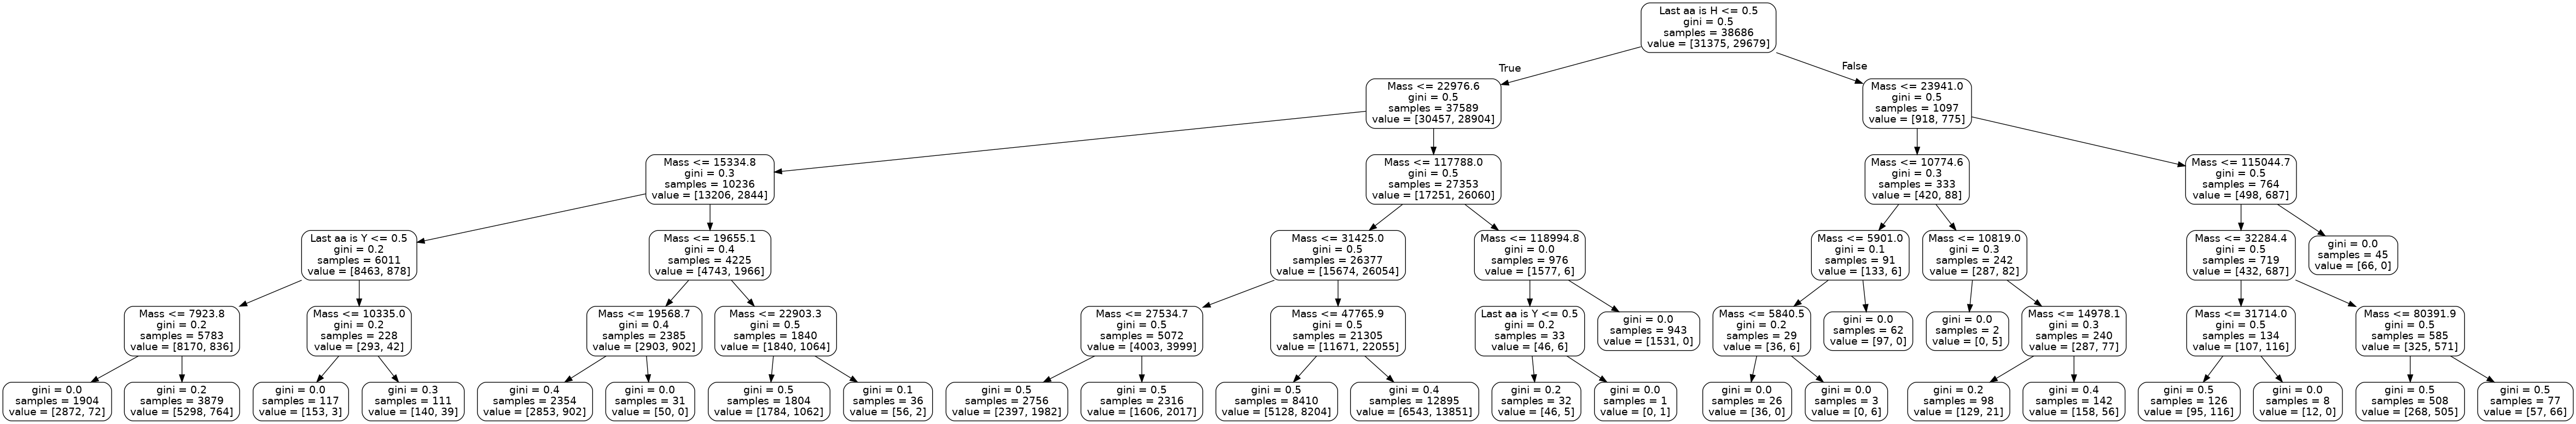 Last aa is H <= 0.5
gini = 0.5
samples = 38686
value = [31375, 29679]
True
False
Mass <= 22976.6
gini = 0.5
samples = 37589
value = [30457, 28904]
Mass <= 23941.0
gini = 0.5
samples = 1097
value = [918, 775]
Mass <= 15334.8
gini = 0.3
samples = 10236
value = [13206, 2844]
Mass <= 117788.0
gini = 0.5
samples = 27353
value = [17251, 26060]
Mass <= 10774.6
gini = 0.3
samples = 333
value = [420, 88]
Mass <= 115044.7
gini = 0.5
samples = 764
value = [498, 687]
Last aa is Y <= 0.5
gini = 0.2
samples = 6011
value = [8463, 878]
Mass <= 19655.1
gini = 0.4
samples = 4225
value = [4743, 1966]
Mass <= 31425.0
gini = 0.5
samples = 26377
value = [15674, 26054]
Mass <= 118994.8
gini = 0.0
samples = 976
value = [1577, 6]
Mass <= 5901.0
gini = 0.1
samples = 91
value = [133, 6]
Mass <= 10819.0
gini = 0.3
samples = 242
value = [287, 82]
Mass <= 32284.4
gini = 0.5
samples = 719
value = [432, 687]
gini = 0.0
samples = 45
value = [66, 0]
Mass <= 7923.8
gini = 0.2
samples = 5783
value = [8170, 836]
Mass <= 10335.0
gini = 0.2
samples = 228
value = [293, 42]
Mass <= 19568.7
gini = 0.4
samples = 2385
value = [2903, 902]
Mass <= 22903.3
gini = 0.5
samples = 1840
value = [1840, 1064]
Mass <= 27534.7
gini = 0.5
samples = 5072
value = [4003, 3999]
Mass <= 47765.9
gini = 0.5
samples = 21305
value = [11671, 22055]
Last aa is Y <= 0.5
gini = 0.2
samples = 33
value = [46, 6]
gini = 0.0
samples = 943
value = [1531, 0]
Mass <= 5840.5
gini = 0.2
samples = 29
value = [36, 6]
gini = 0.0
samples = 62
value = [97, 0]
gini = 0.0
samples = 2
value = [0, 5]
Mass <= 14978.1
gini = 0.3
samples = 240
value = [287, 77]
Mass <= 31714.0
gini = 0.5
samples = 134
value = [107, 116]
Mass <= 80391.9
gini = 0.5
samples = 585
value = [325, 571]
gini = 0.0
samples = 1904
value = [2872, 72]
gini = 0.2
samples = 3879
value = [5298, 764]
gini = 0.0
samples = 117
value = [153, 3]
gini = 0.3
samples = 111
value = [140, 39]
gini = 0.4
samples = 2354
value = [2853, 902]
gini = 0.0
samples = 31
value = [50, 0]
gini = 0.5
samples = 1804
value = [1784, 1062]
gini = 0.1
samples = 36
value = [56, 2]
gini = 0.5
samples = 2756
value = [2397, 1982]
gini = 0.5
samples = 2316
value = [1606, 2017]
gini = 0.5
samples = 8410
value = [5128, 8204]
gini = 0.4
samples = 12895
value = [6543, 13851]
gini = 0.2
samples = 32
value = [46, 5]
gini = 0.0
samples = 1
value = [0, 1]
gini = 0.0
samples = 26
value = [36, 0]
gini = 0.0
samples = 3
value = [0, 6]
gini = 0.2
samples = 98
value = [129, 21]
gini = 0.4
samples = 142
value = [158, 56]
gini = 0.5
samples = 126
value = [95, 116]
gini = 0.0
samples = 8
value = [12, 0]
gini = 0.5
samples = 508
value = [268, 505]
gini = 0.5
samples = 77
value = [57, 66]